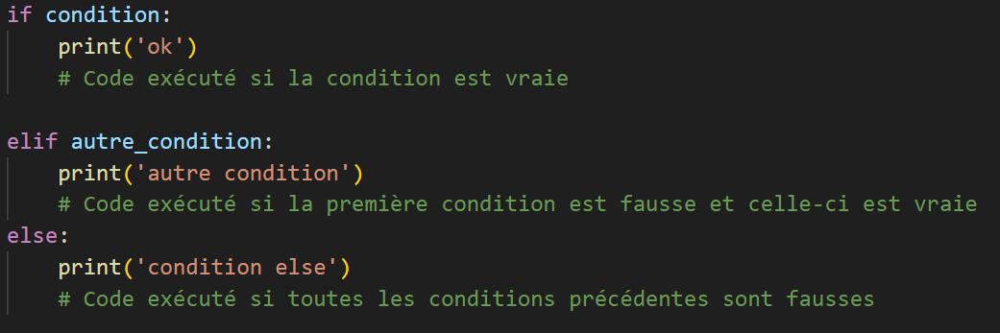 if condition:
    print('ok')
    # Code exécuté si la condition est vraie
elif autre_condition:
    print('autre condition')
    # Code exécuté si la première condition est fausse et celle-ci est vraie
else:
    print('condition else')
    # Code exécuté si toutes les conditions précédentes sont fausses